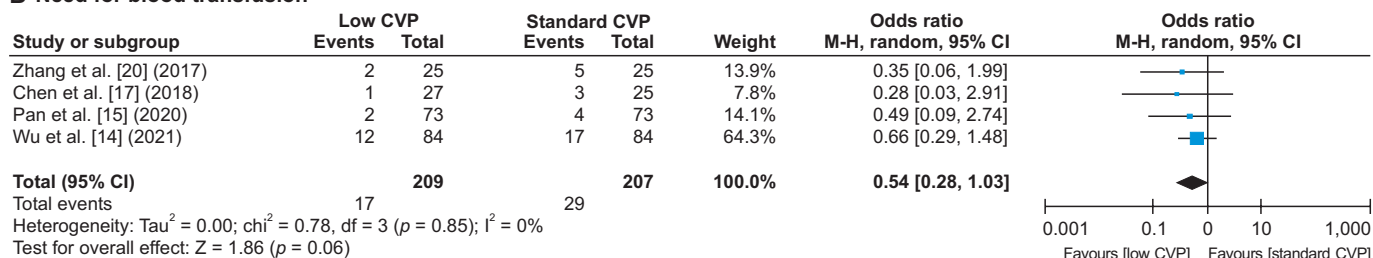 B Need for blood transfusion
Low CVP Standard CVP Odds ratio Odds ratio
Study or subgroup Events Total Events Total Weight M-H, random, 95% CI M-H, random, 95% CI
Zhang et al. [20] (2017) 2 25 5 25 13.9% 0.35 [0.06, 1.99]
Chen et al. [17] (2018) 1 27 3 25 7.8% 0.28 [0.03, 2.91]
Pan et al. [15] (2020) 2 73 4 73 14.1% 0.49 [0.09, 2.74]
Wu et al. [14] (2021) 12 84 17 84 64.3% 0.66 [0.29, 1.48]
Total (95% CI) 209 207 100.0% 0.54 [0.28, 1.03]
Total events 17 29
Heterogeneity: Tau² = 0.00; chi² = 0.78, df = 3 (p = 0.85); I² = 0%
Test for overall effect: Z = 1.86 (p = 0.06)
0.001 0.1 0 10 1,000
Favours [low CVP] Favours [standard CVP]